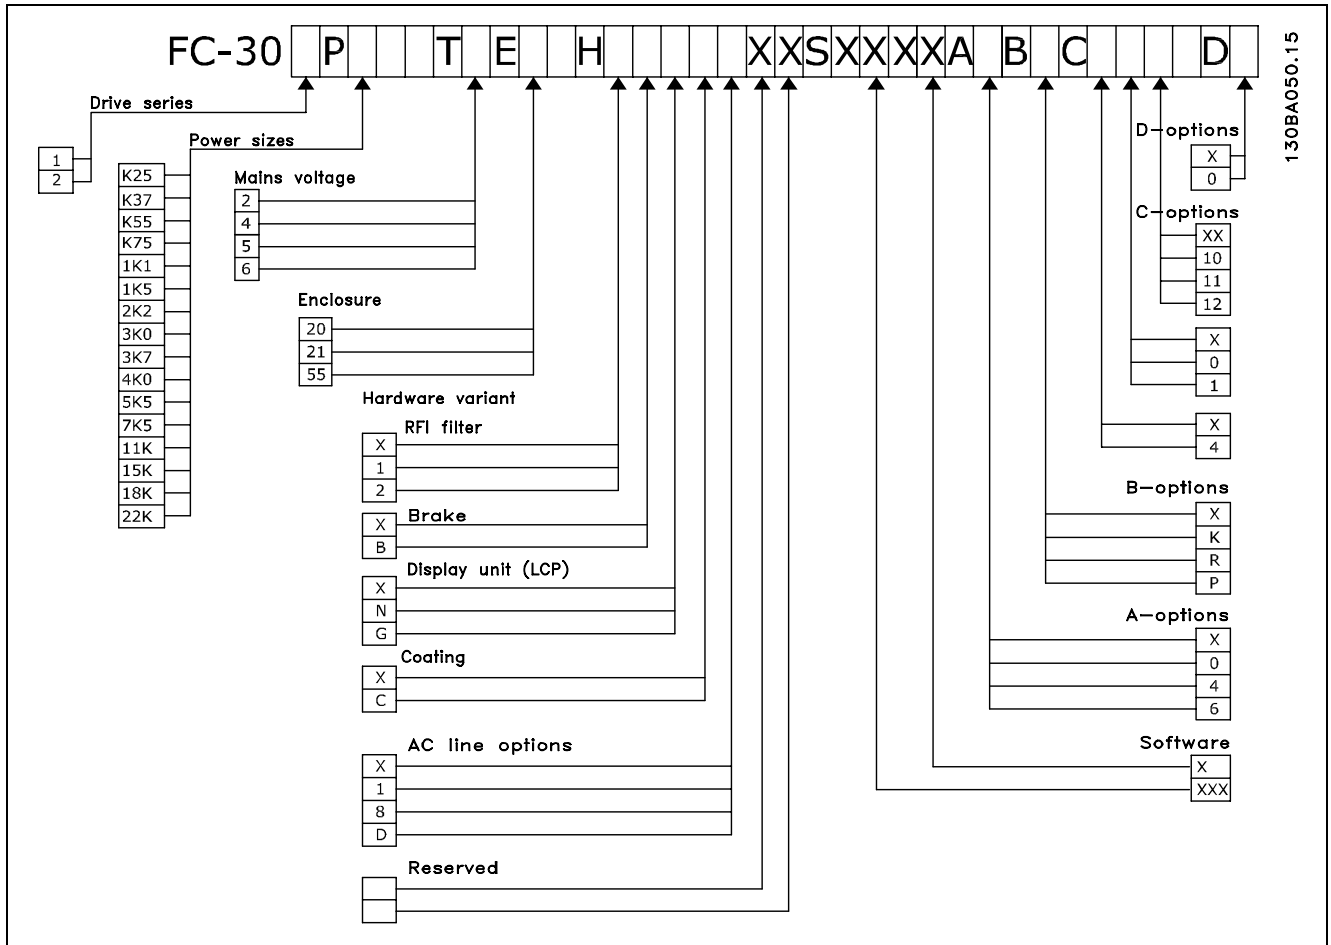 FC-30 P T E H XXSXXXXA B C D
130BA050.15
Drive series
1
2
Power sizes
K25
K37
K55
K75
1K1
1K5
2K2
3K0
3K7
4K0
5K5
7K5
11K
15K
18K
22K
Mains voltage
2
4
5
6
Enclosure
20
21
55
Hardware variant
RFI filter
X
1
2
Brake
X
B
Display unit (LCP)
X
N
G
Coating
X
C
AC line options
X
1
8
D
Reserved
D-options
X
0
C-options
XX
10
11
12
X
0
1
X
4
B-options
X
K
R
P
A-options
X
0
4
6
Software
X
XXX